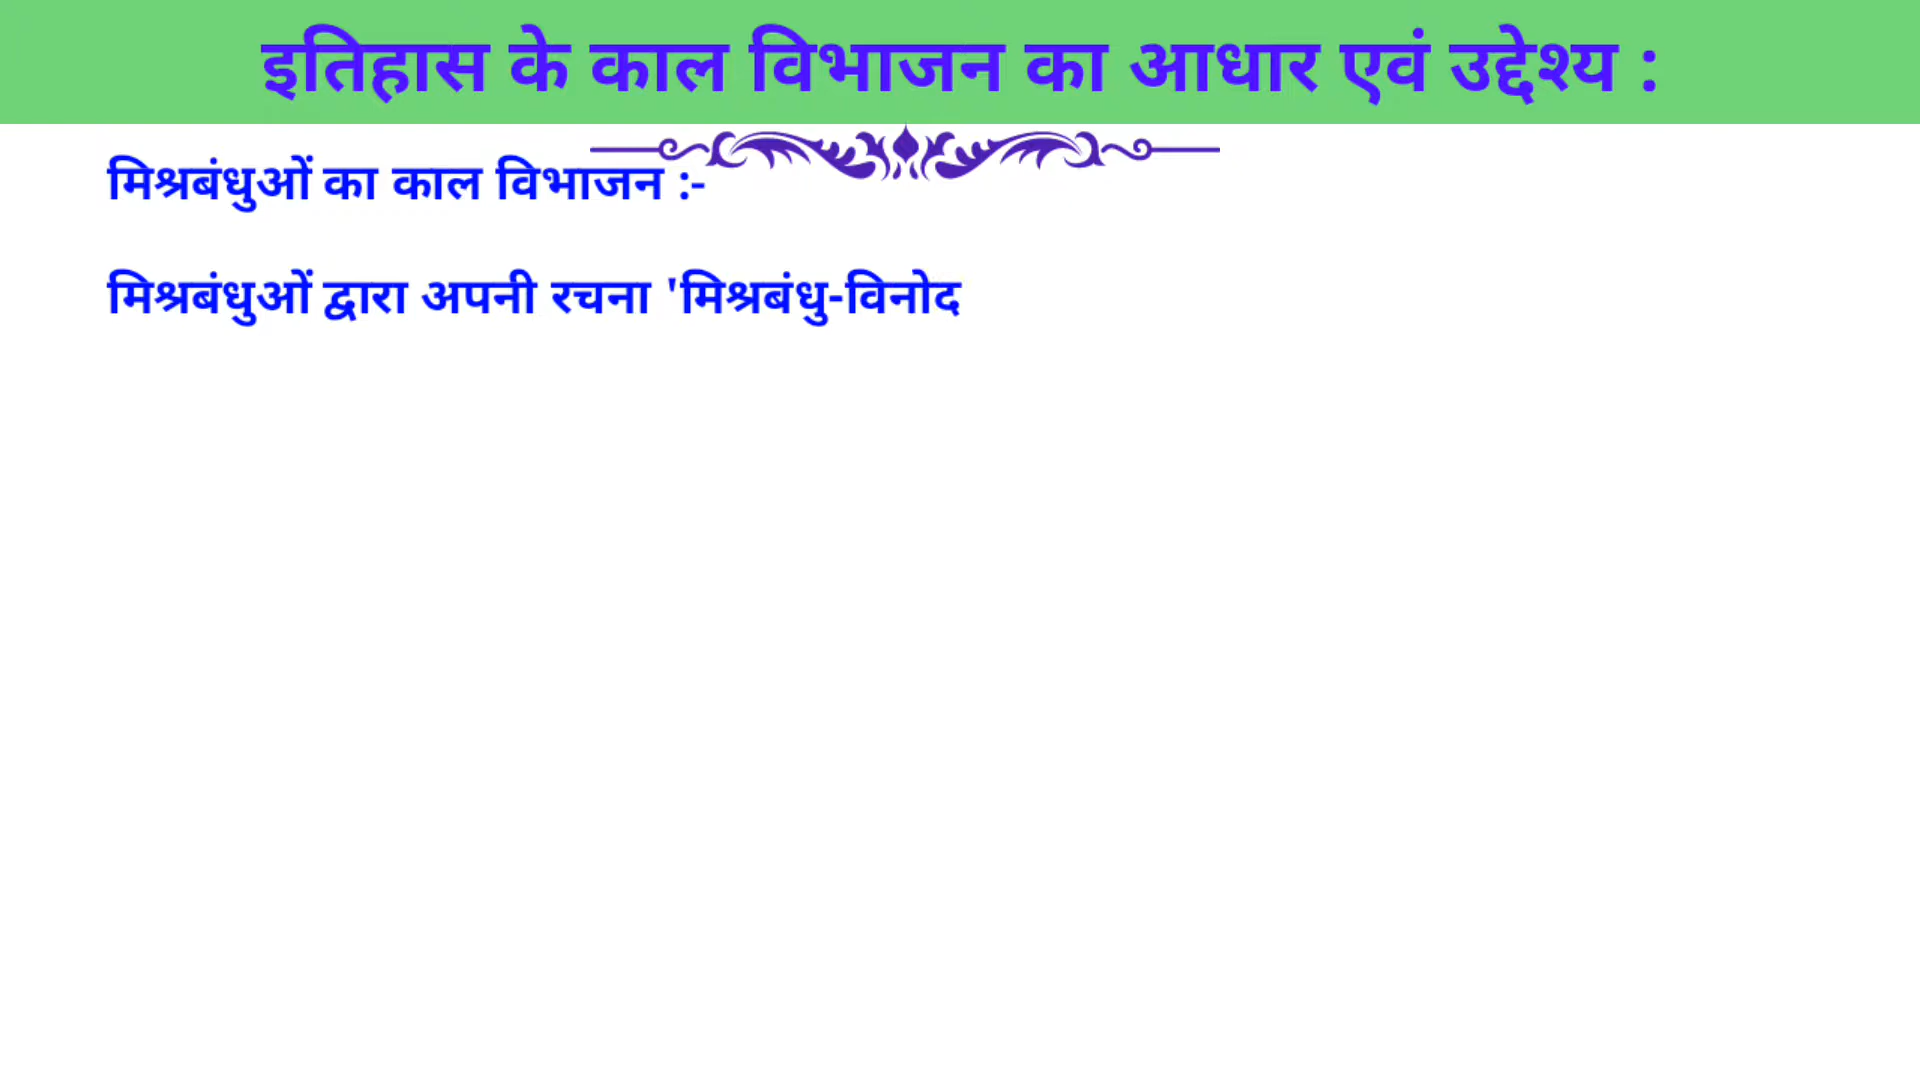 इतिहास के काल विभाजन का आधार एवं उद्देश्य :
मिश्रबंधुओं का काल विभाजन :-
मिश्रबंधुओं द्वारा अपनी रचना 'मिश्रबंधु-विनोद